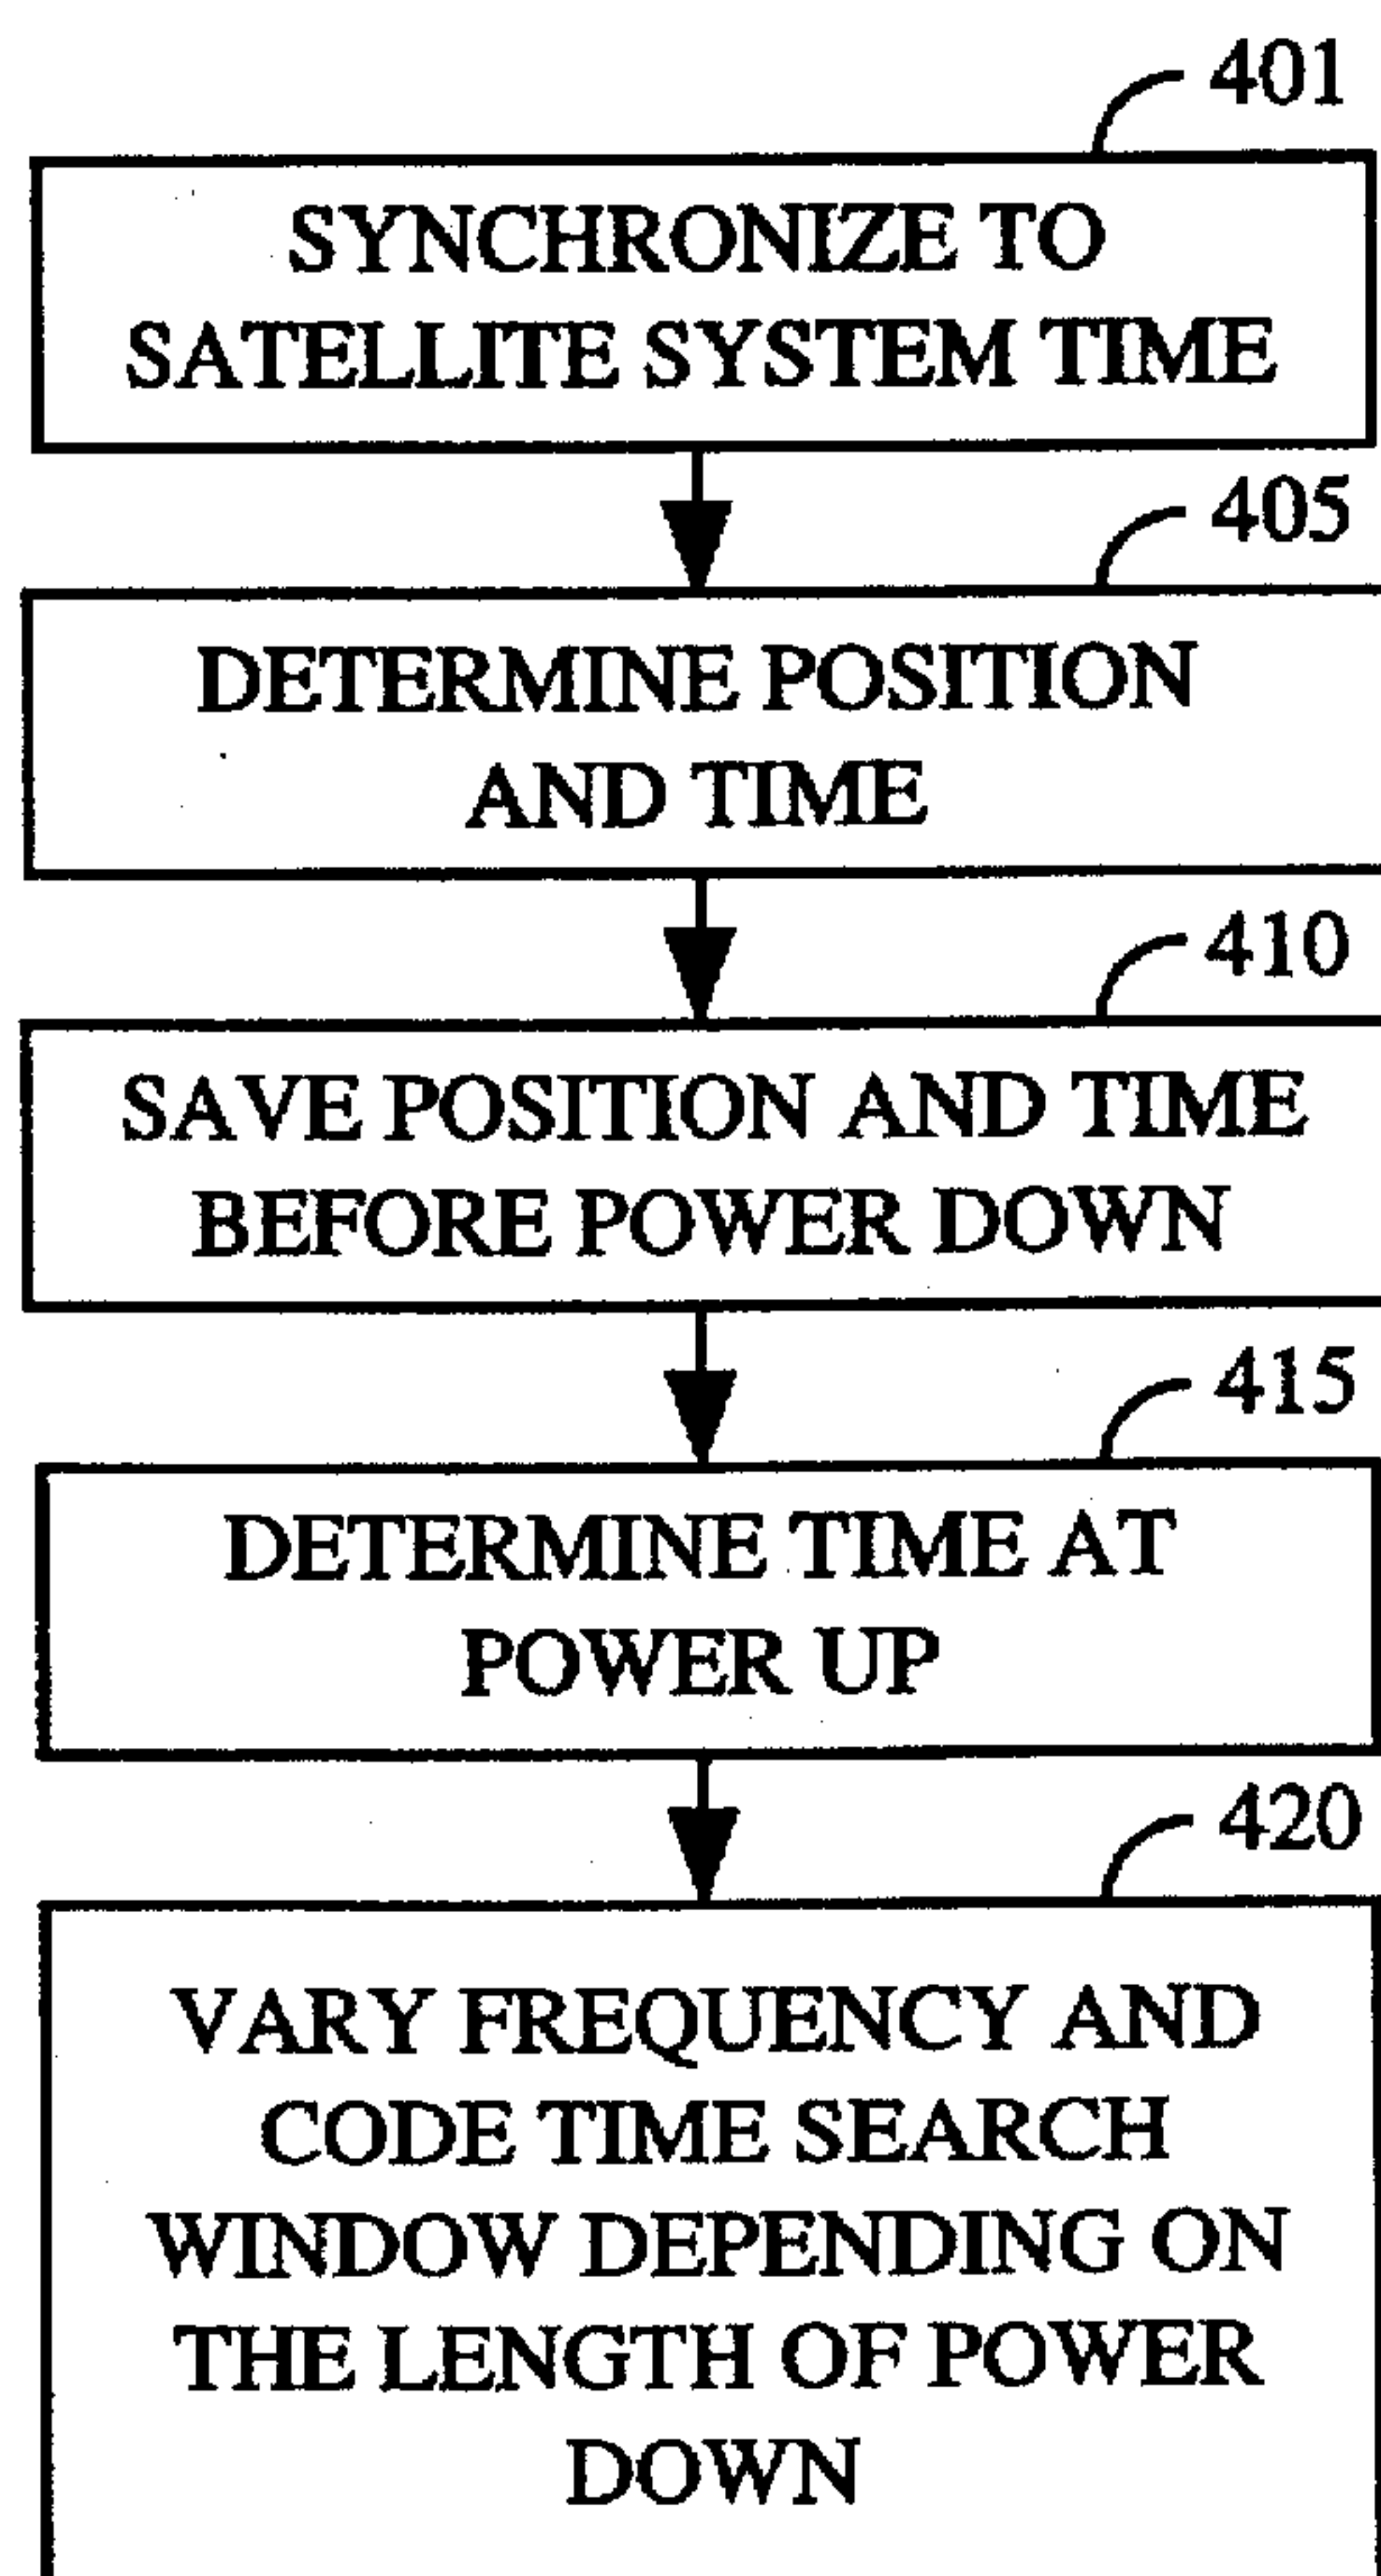 401
SYNCHRONIZE TO
SATELLITE SYSTEM TIME
405
DETERMINE POSITION
AND TIME
410
SAVE POSITION AND TIME
BEFORE POWER DOWN
415
DETERMINE TIME AT
POWER UP
420
VARY FREQUENCY AND
CODE TIME SEARCH
WINDOW DEPENDING ON
THE LENGTH OF POWER
DOWN